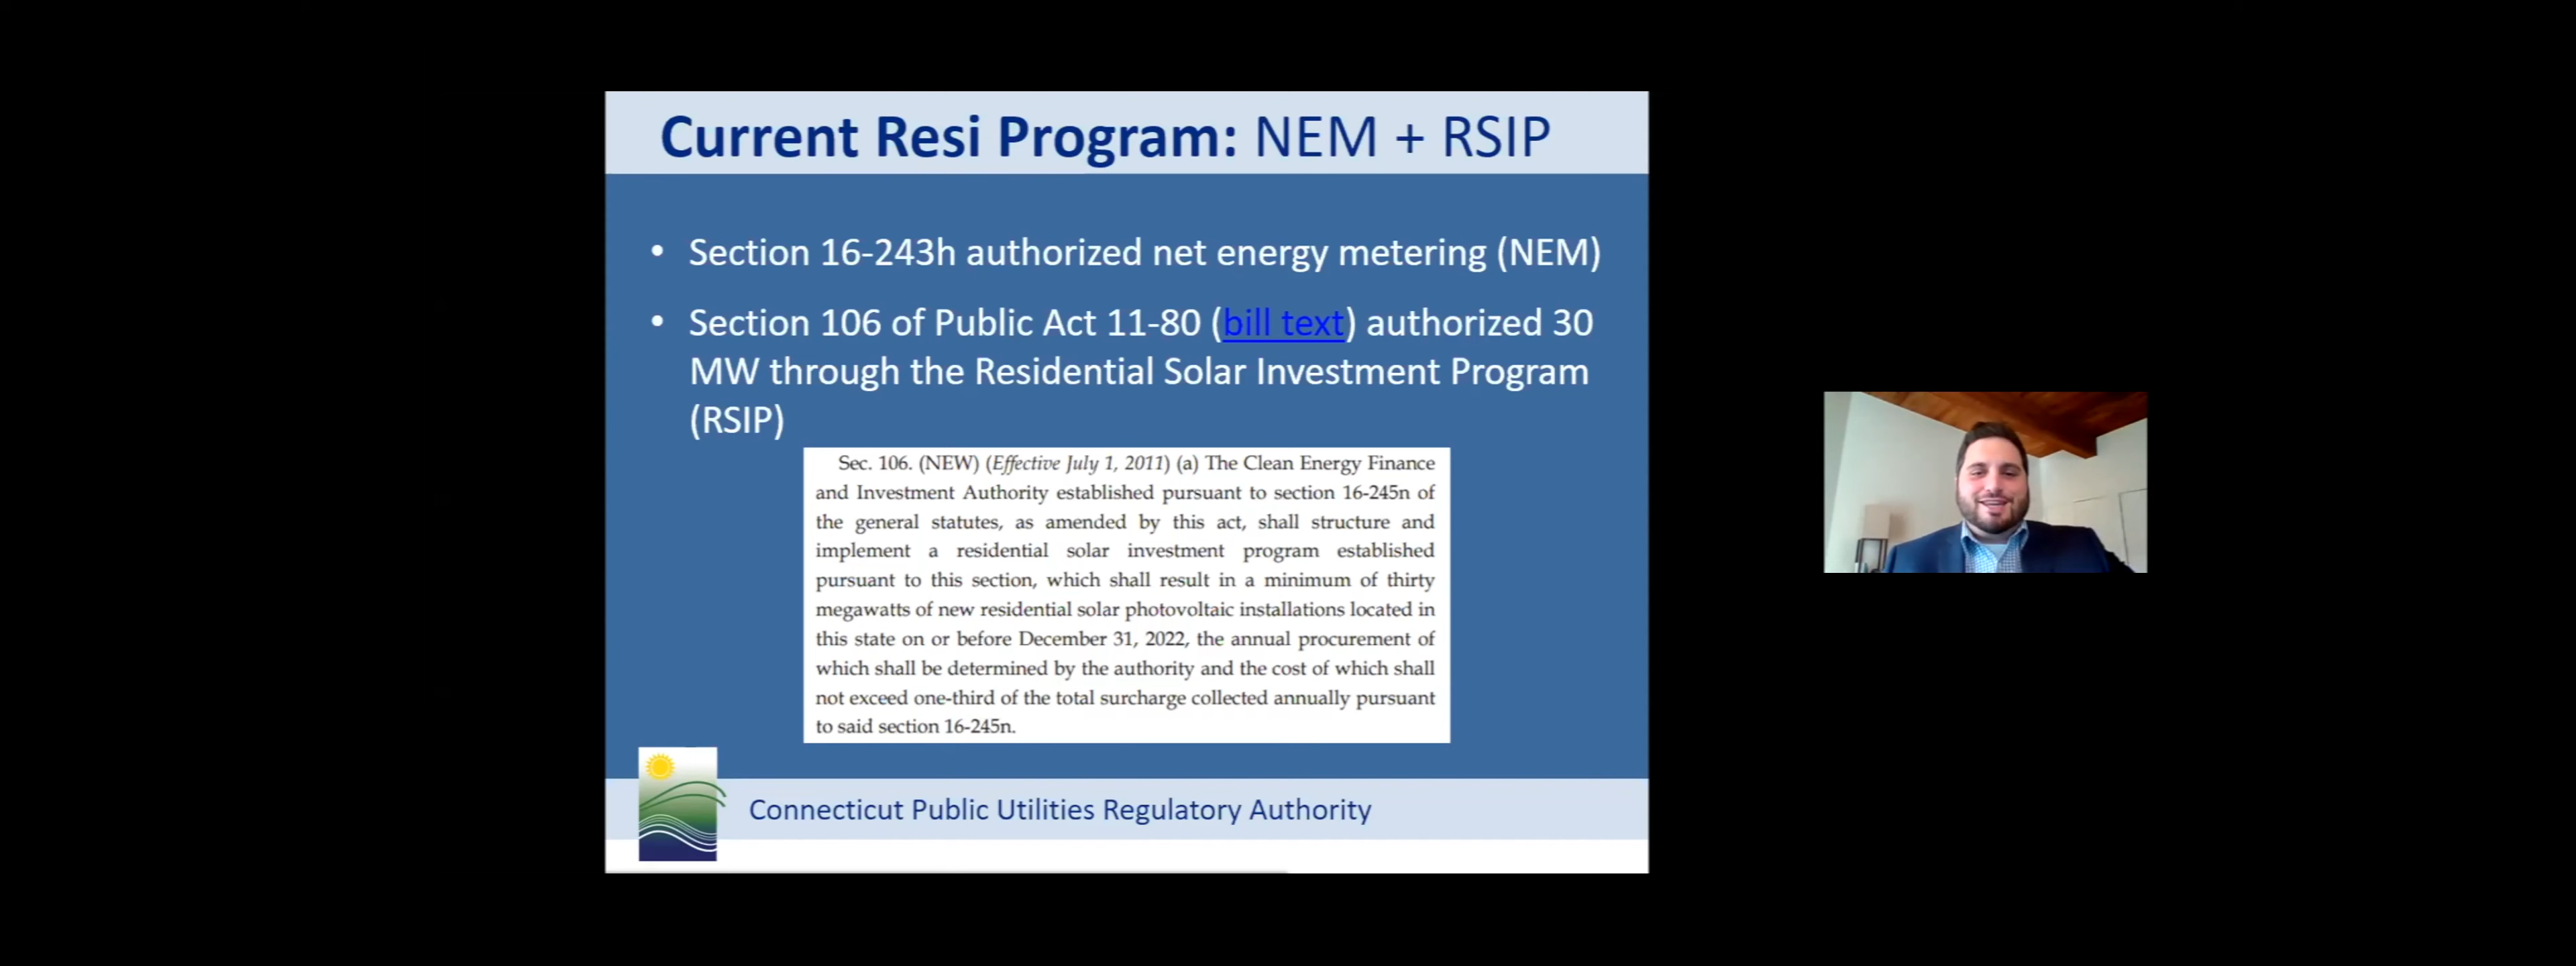 Current Resi Program: NEM + RSIP
• Section 16-243h authorized net energy metering (NEM)
• Section 106 of Public Act 11-80 (bill text) authorized 30
MW through the Residential Solar Investment Program
(RSIP)
Sec. 106. (NEW) (Effective July 1, 2011) (a) The Clean Energy Finance
and Investment Authority established pursuant to section 16-245n of
the general statutes, as amended by this act, shall structure and
implement a residential solar investment program established
pursuant to this section, which shall result in a minimum of thirty
megawatts of new residential solar photovoltaic installations located in
this state on or before December 31, 2022, the annual procurement of
which shall be determined by the authority and the cost of which shall
not exceed one-third of the total surcharge collected annually pursuant
to said section 16-245n.
Connecticut Public Utilities Regulatory Authority